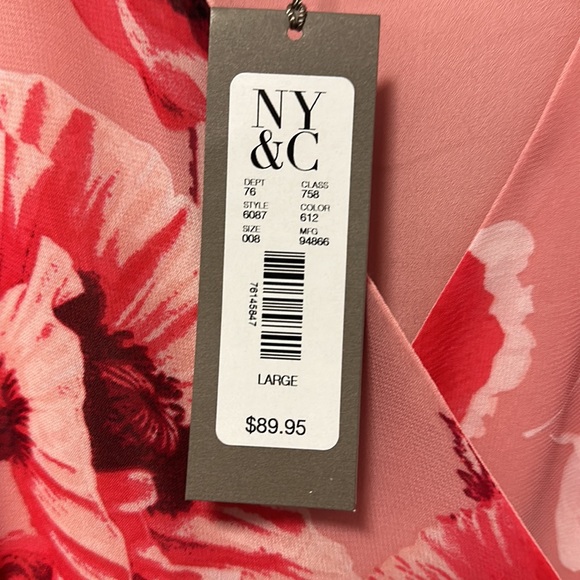 NY
&C
DEPT CLASS
76 758
STYLE COLOR
6087 612
SIZE MFG
008 94866
76145847
LARGE
$89.95